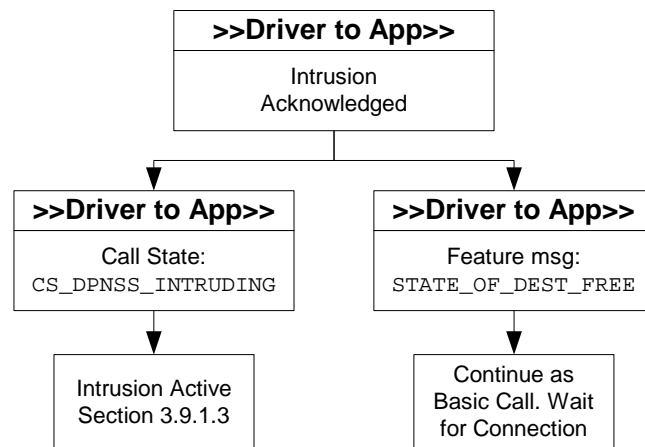 >>Driver to App>>
Intrusion
Acknowledged
>>Driver to App>>
Call State:
CS_DPNSS_INTRUDING
>>Driver to App>>
Feature msg:
STATE_OF_DEST_FREE
Intrusion Active
Section 3.9.1.3
Continue as
Basic Call. Wait
for Connection